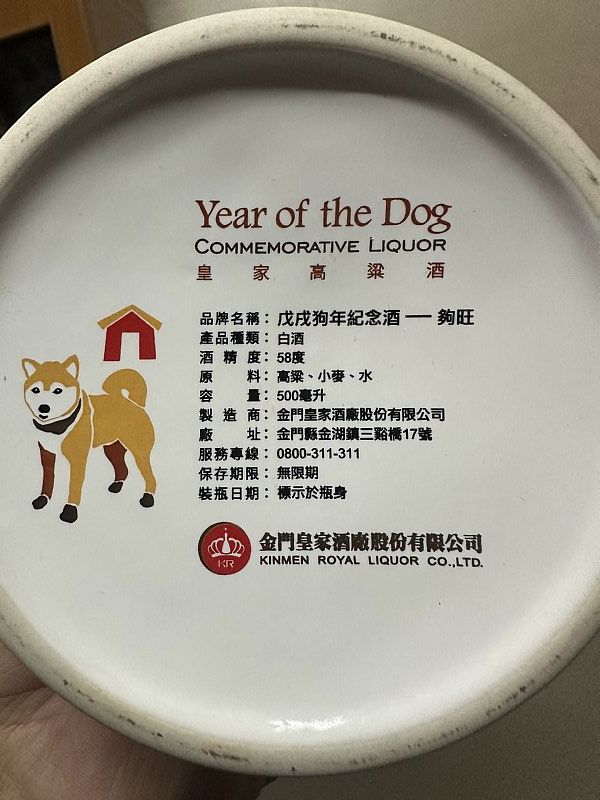 Year of the Dog
COMMEMORATIVE LIQUOR
皇家高粱酒
品牌名稱：戊戌狗年紀念酒 — 夠旺
產品種類：白酒
酒精度：58度
原料：高粱、小麥、水
容量：500毫升
製造商：金門皇家酒廠股份有限公司
廠址：金門縣金湖鎮三谿橋17號
服務專線：0800-311-311
保存期限：無限期
裝瓶日期：標示於瓶身
KR
金門皇家酒廠股份有限公司
KINMEN ROYAL LIQUOR CO.,LTD.